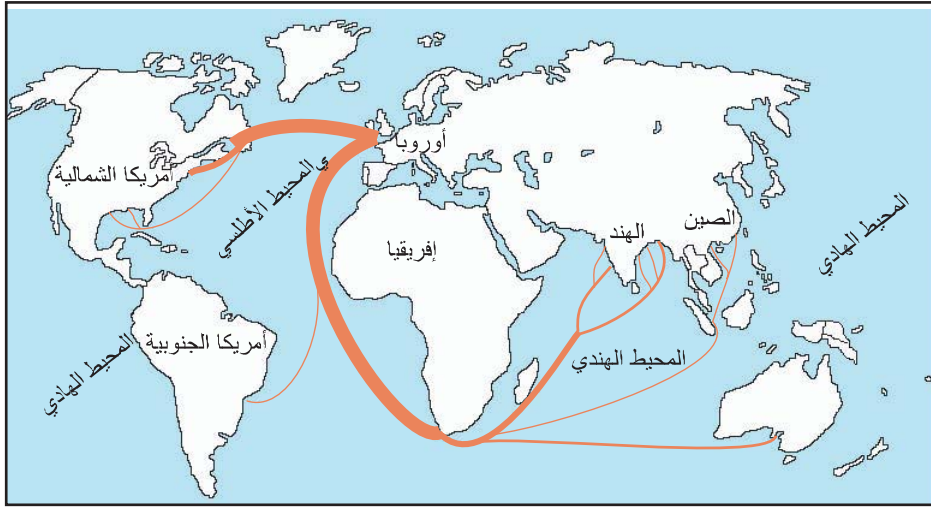 أوروبا
أمريكا الشمالية
المحيط الأطلسي
ي
المحيط الهادي
الصين
الهند
إفريقيا
أمريكا الجنوبية
المحيط الهندي
المحيط الهادي